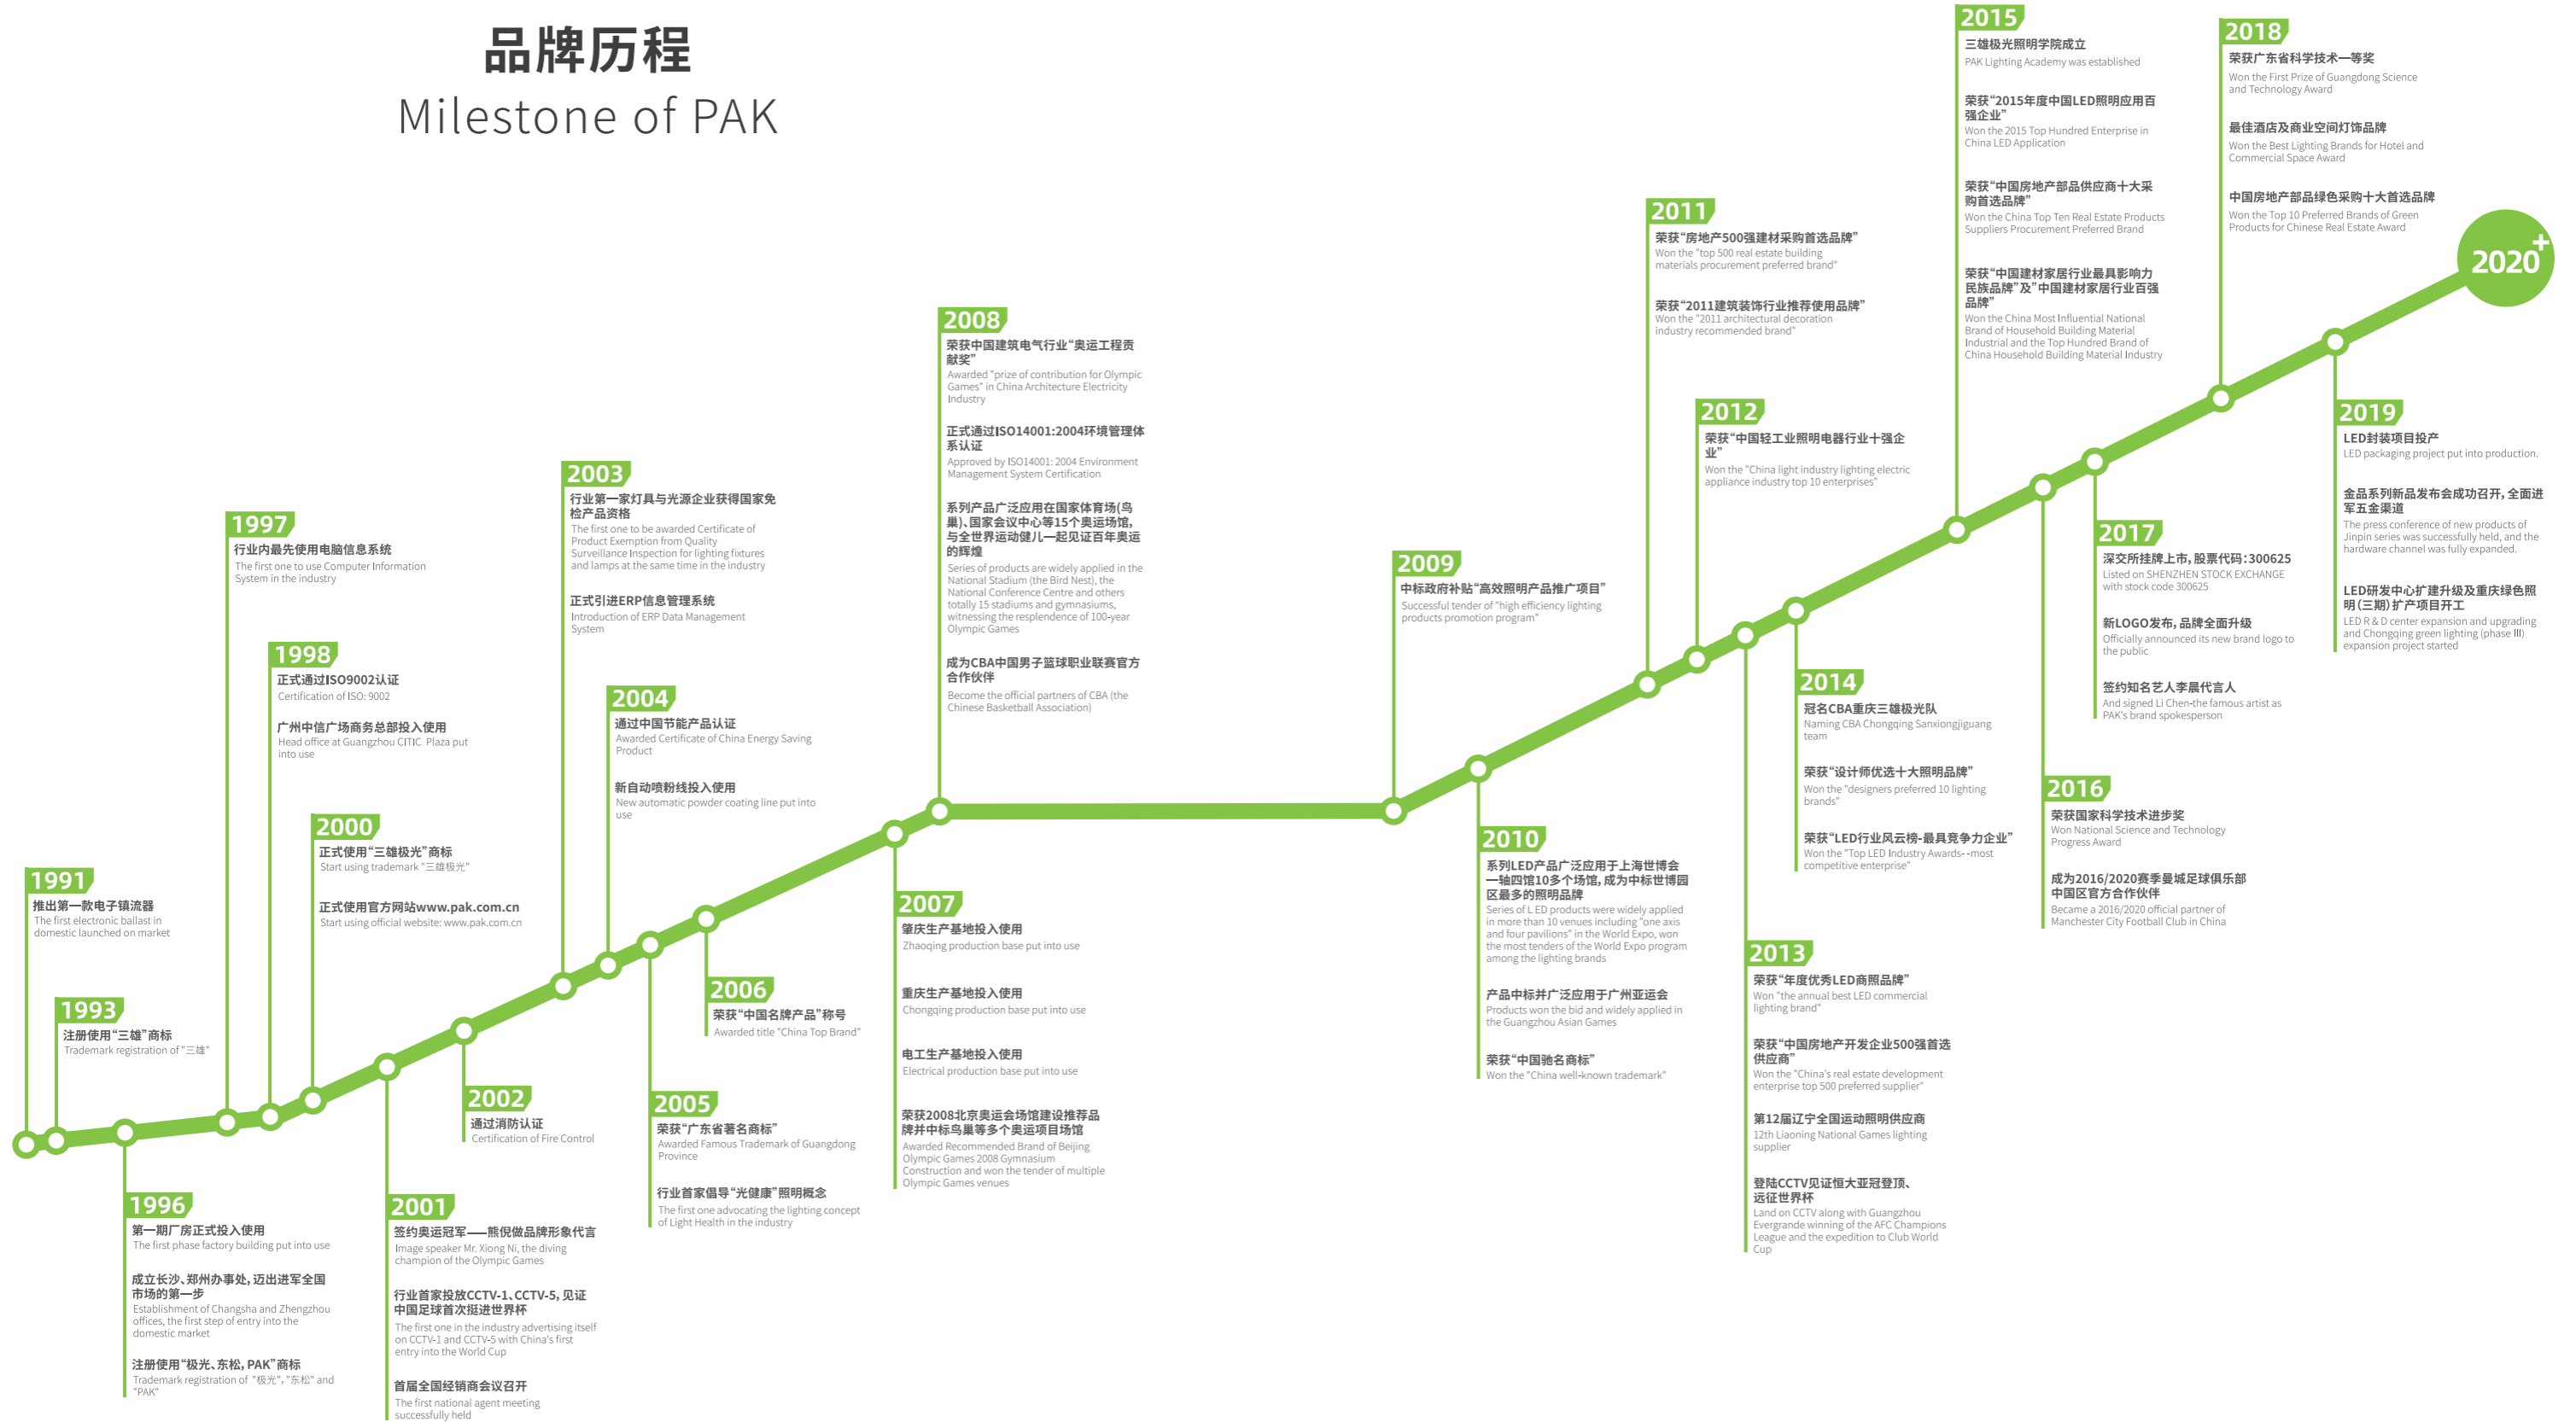 品牌历程
Milestone of PAK
1991
推出第一款电子镇流器
The first electronic ballast in
domestic launched on market
1993
注册使用“三雄”商标
Trademark registration of "三雄"
1996
第一期厂房正式投入使用
The first phase factory building put into use
成立长沙、郑州办事处, 迈出进军全国
市场的第一步
Establishment of Changsha and Zhengzhou
offices, the first step of entry into the
domestic market
注册使用“极光、东松, PAK”商标
Trademark registration of "极光", "东松" and
"PAK"
1997
行业内最先使用电脑信息系统
The first one to use Computer Information
System in the industry
1998
正式通过ISO9002认证
Certification of ISO: 9002
广州中信广场商务总部投入使用
Head office at Guangzhou CITIC Plaza put
into use
2000
正式使用“三雄极光”商标
Start using trademark "三雄极光"
正式使用官方网站www.pak.com.cn
Start using official website: www.pak.com.cn
2001
签约奥运冠军——熊倪做品牌形象代言
Image speaker Mr. Xiong Ni, the diving
champion of the Olympic Games
行业首家投放CCTV-1、CCTV-5, 见证
中国足球首次挺进世界杯
The first one in the industry advertising itself
on CCTV-1 and CCTV-5 with China's first
entry into the World Cup
首届全国经销商会议召开
The first national agent meeting
successfully held
2002
通过消防认证
Certification of Fire Control
2003
行业第一家灯具与光源企业获得国家免
检产品资格
The first one to be awarded Certificate of
Product Exemption from Quality
Surveillance Inspection for lighting fixtures
and lamps at the same time in the industry
正式引进ERP信息管理系统
Introduction of ERP Data Management
System
2004
通过中国节能产品认证
Awarded Certificate of China Energy Saving
Product
新自动喷粉线投入使用
New automatic powder coating line put into
use
2005
荣获“广东省著名商标”
Awarded Famous Trademark of Guangdong
Province
行业首家倡导“光健康”照明概念
The first one advocating the lighting concept
of Light Health in the industry
2006
荣获“中国名牌产品”称号
Awarded title "China Top Brand"
2007
肇庆生产基地投入使用
Zhaoqing production base put into use
重庆生产基地投入使用
Chongqing production base put into use
电工生产基地投入使用
Electrical production base put into use
荣获2008北京奥运会场馆建设推荐品
牌并中标鸟巢等多个奥运项目场馆
Awarded Recommended Brand of Beijing
Olympic Games 2008 Gymnasium
Construction and won the tender of multiple
Olympic Games venues
2008
荣获中国建筑电气行业“奥运工程贡
献奖”
Awarded "prize of contribution for Olympic
Games" in China Architecture Electricity
Industry
正式通过ISO14001:2004环境管理体
系认证
Approved by ISO14001: 2004 Environment
Management System Certification
系列产品广泛应用在国家体育场(鸟
巢)、国家会议中心等15个奥运场馆,
与全世界运动健儿一起见证百年奥运
的辉煌
Series of products are widely applied in the
National Stadium (the Bird Nest), the
National Conference Centre and others
totally 15 stadiums and gymnasiums,
witnessing the resplendence of 100-year
Olympic Games
成为CBA中国男子篮球职业联赛官方
合作伙伴
Become the official partners of CBA (the
Chinese Basketball Association)
2009
中标政府补贴“高效照明产品推广项目”
Successful tender of "high efficiency lighting
products promotion program"
2010
系列LED产品广泛应用于上海世博会
一轴四馆10多个场馆, 成为中标世博园
区最多的照明品牌
Series of L ED products were widely applied
in more than 10 venues including "one axis
and four pavilions" in the World Expo, won
the most tenders of the World Expo program
among the lighting brands
产品中标并广泛应用于广州亚运会
Products won the bid and widely applied in
the Guangzhou Asian Games
荣获“中国驰名商标”
Won the "China well-known trademark"
2011
荣获“房地产500强建材采购首选品牌”
Won the "top 500 real estate building
materials procurement preferred brand"
荣获“2011建筑装饰行业推荐使用品牌”
Won the "2011 architectural decoration
industry recommended brand"
2012
荣获“中国轻工业照明电器行业十强企
业”
Won the "China light industry lighting electric
appliance industry top 10 enterprises"
2013
荣获“年度优秀LED商照品牌”
Won "the annual best LED commercial
lighting brand"
荣获“中国房地产开发企业500强首选
供应商”
Won the "China's real estate development
enterprise top 500 preferred supplier"
第12届辽宁全国运动照明供应商
12th Liaoning National Games lighting
supplier
登陆CCTV见证恒大亚冠登顶、
远征世界杯
Land on CCTV along with Guangzhou
Evergrande winning of the AFC Champions
League and the expedition to Club World
Cup
2014
冠名CBA重庆三雄极光队
Naming CBA Chongqing Sanxiongjiguang
team
荣获“设计师优选十大照明品牌”
Won the "designers preferred 10 lighting
brands"
荣获“LED行业风云榜-最具竞争力企业”
Won the "Top LED Industry Awards--most
competitive enterprise"
2015
三雄极光照明学院成立
PAK Lighting Academy was established
荣获“2015年度中国LED照明应用百
强企业”
Won the 2015 Top Hundred Enterprise in
China LED Application
荣获“中国房地产部品供应商十大采
购首选品牌”
Won the China Top Ten Real Estate Products
Suppliers Procurement Preferred Brand
荣获“中国建材家居行业最具影响力
民族品牌”及”中国建材家居行业百强
品牌”
Won the China Most Influential National
Brand of Household Building Material
Industrial and the Top Hundred Brand of
China Household Building Material Industry
2016
荣获国家科学技术进步奖
Won National Science and Technology
Progress Award
成为2016/2020赛季曼城足球俱乐部
中国区官方合作伙伴
Became a 2016/2020 official partner of
Manchester City Football Club in China
2017
深交所挂牌上市, 股票代码: 300625
Listed on SHENZHEN STOCK EXCHANGE
with stock code 300625
新LOGO发布, 品牌全面升级
Officially announced its new brand logo to
the public
签约知名艺人李晨代言人
And signed Li Chen-the famous artist as
PAK's brand spokesperson
2018
荣获广东省科学技术一等奖
Won the First Prize of Guangdong Science
and Technology Award
最佳酒店及商业空间灯饰品牌
Won the Best Lighting Brands for Hotel and
Commercial Space Award
中国房地产部品绿色采购十大首选品牌
Won the Top 10 Preferred Brands of Green
Products for Chinese Real Estate Award
2019
LED封装项目投产
LED packaging project put into production.
金品系列新品发布会成功召开, 全面进
军五金渠道
The press conference of new products of
Jinpin series was successfully held, and the
hardware channel was fully expanded.
LED研发中心扩建升级及重庆绿色照
明(三期)扩产项目开工
LED R & D center expansion and upgrading
and Chongqing green lighting (phase III)
expansion project started
2020+